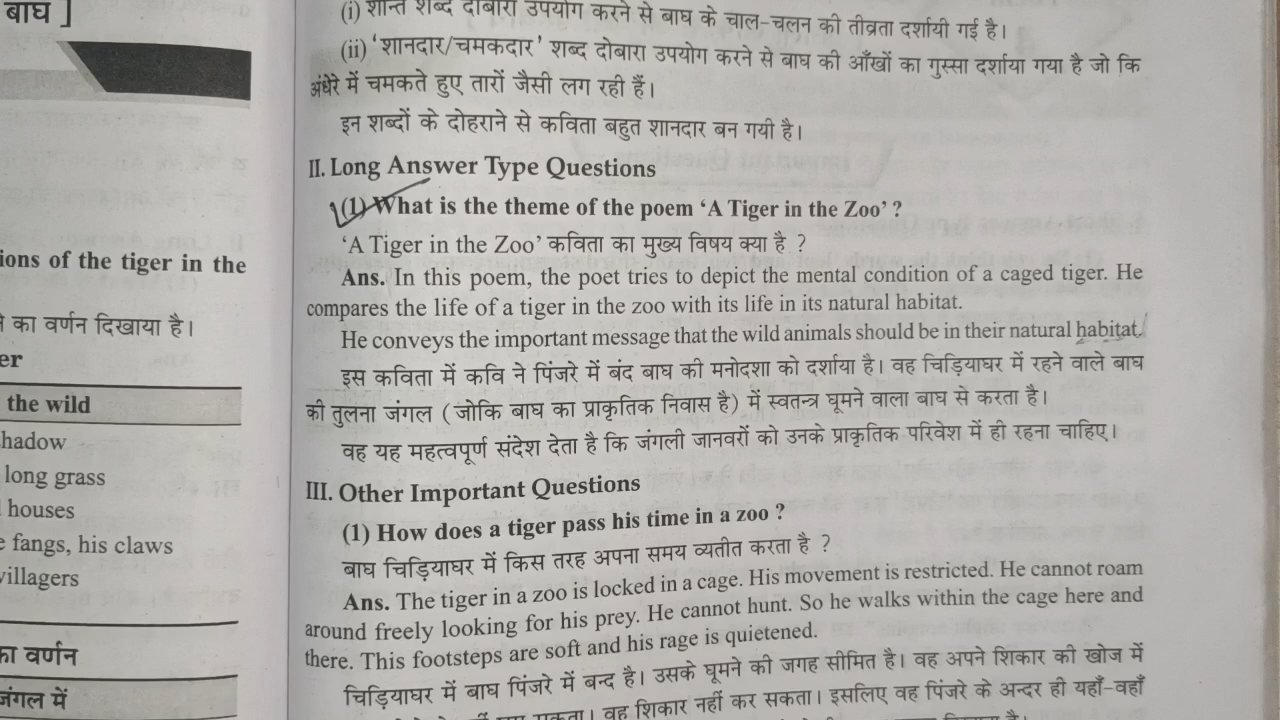 बाघ ]
ions of the tiger in the
का वर्णन दिखाया है।
er
the wild
hadow
long grass
houses
fangs, his claws
villagers
का वर्णन
जंगल में
(i) शान्त शब्द दोबारा उपयोग करने से बाघ के चाल-चलन की तीव्रता दर्शायी गई है।
(ii) ‘शानदार/चमकदार’ शब्द दोबारा उपयोग करने से बाघ की आँखों का गुस्सा दर्शाया गया है जो कि
अंधेरे में चमकते हुए तारों जैसी लग रही हैं।
इन शब्दों के दोहराने से कविता बहुत शानदार बन गयी है।
II. Long Answer Type Questions
(1) What is the theme of the poem ‘A Tiger in the Zoo’ ?
‘A Tiger in the Zoo’ कविता का मुख्य विषय क्या है ?
Ans. In this poem, the poet tries to depict the mental condition of a caged tiger. He
compares the life of a tiger in the zoo with its life in its natural habitat.
He conveys the important message that the wild animals should be in their natural habitat.
इस कविता में कवि ने पिंजरे में बंद बाघ की मनोदशा को दर्शाया है। वह चिड़ियाघर में रहने वाले बाघ
की तुलना जंगल (जोकि बाघ का प्राकृतिक निवास है) में स्वतन्त्र घूमने वाला बाघ से करता है।
वह यह महत्वपूर्ण संदेश देता है कि जंगली जानवरों को उनके प्राकृतिक परिवेश में ही रहना चाहिए।
III. Other Important Questions
(1) How does a tiger pass his time in a zoo ?
बाघ चिड़ियाघर में किस तरह अपना समय व्यतीत करता है ?
Ans. The tiger in a zoo is locked in a cage. His movement is restricted. He cannot roam
around freely looking for his prey. He cannot hunt. So he walks within the cage here and
there. This footsteps are soft and his rage is quietened.
चिड़ियाघर में बाघ पिंजरे में बन्द है। उसके घूमने की जगह सीमित है। वह अपने शिकार की खोज में
वह शिकार नहीं कर सकता। इसलिए वह पिंजरे के अन्दर ही यहाँ-वहाँ